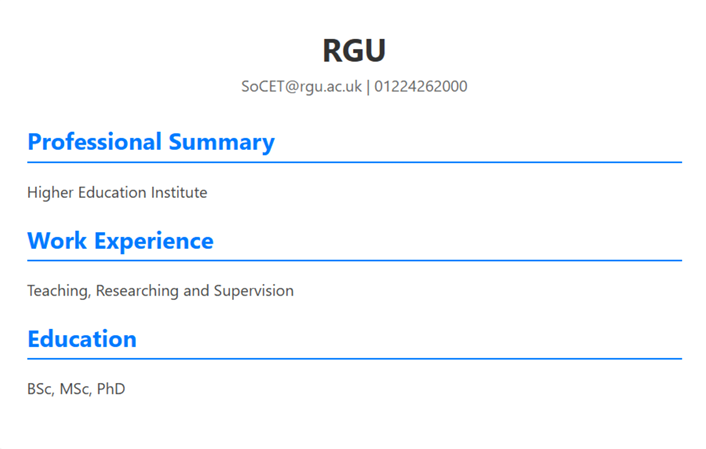 RGU
SoCET@rgu.ac.uk | 01224262000
Professional Summary
Higher Education Institute
Work Experience
Teaching, Researching and Supervision
Education
BSc, MSc, PhD